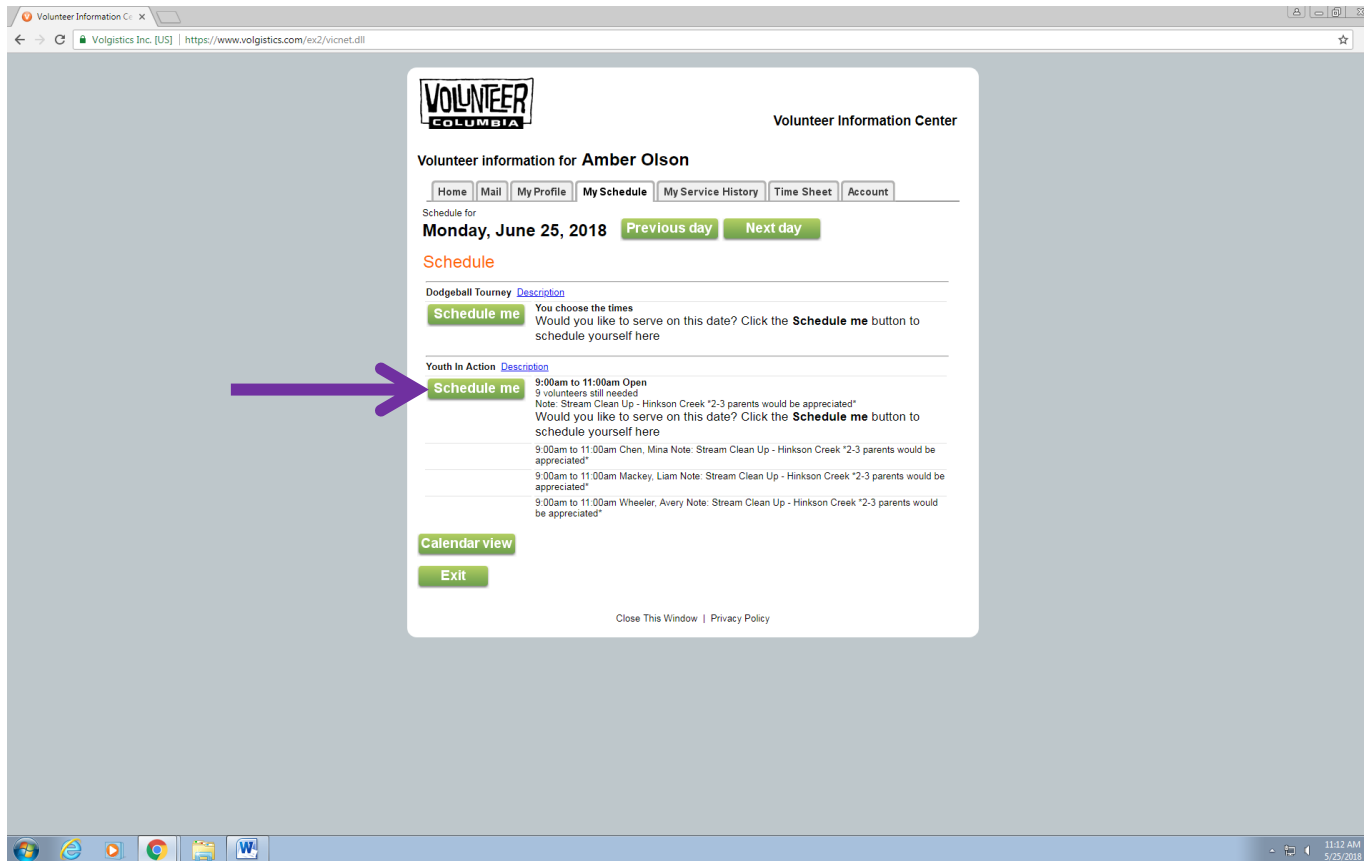 Volunteer Information Ce
Volgistics Inc. [US] | https://www.volgistics.com/ex2/vicnet.dll
VOLUNTEER
COLUMBIA
Volunteer Information Center
Volunteer information for Amber Olson
Home Mail My Profile My Schedule My Service History Time Sheet Account
Schedule for
Monday, June 25, 2018 Previous day Next day
Schedule
Dodgeball Tourney Description
Schedule me You choose the times
Would you like to serve on this date? Click the Schedule me button to
schedule yourself here
Youth In Action Description
Schedule me 9:00am to 11:00am Open
9 volunteers still needed
Note: Stream Clean Up - Hinkson Creek *2-3 parents would be appreciated*
Would you like to serve on this date? Click the Schedule me button to
schedule yourself here
9:00am to 11:00am Chen, Mina Note: Stream Clean Up - Hinkson Creek *2-3 parents would be
appreciated*
9:00am to 11:00am Mackey, Liam Note: Stream Clean Up - Hinkson Creek *2-3 parents would be
appreciated*
9:00am to 11:00am Wheeler, Avery Note: Stream Clean Up - Hinkson Creek *2-3 parents would
be appreciated*
Calendar view
Exit
Close This Window | Privacy Policy
11:12 AM
5/25/2018